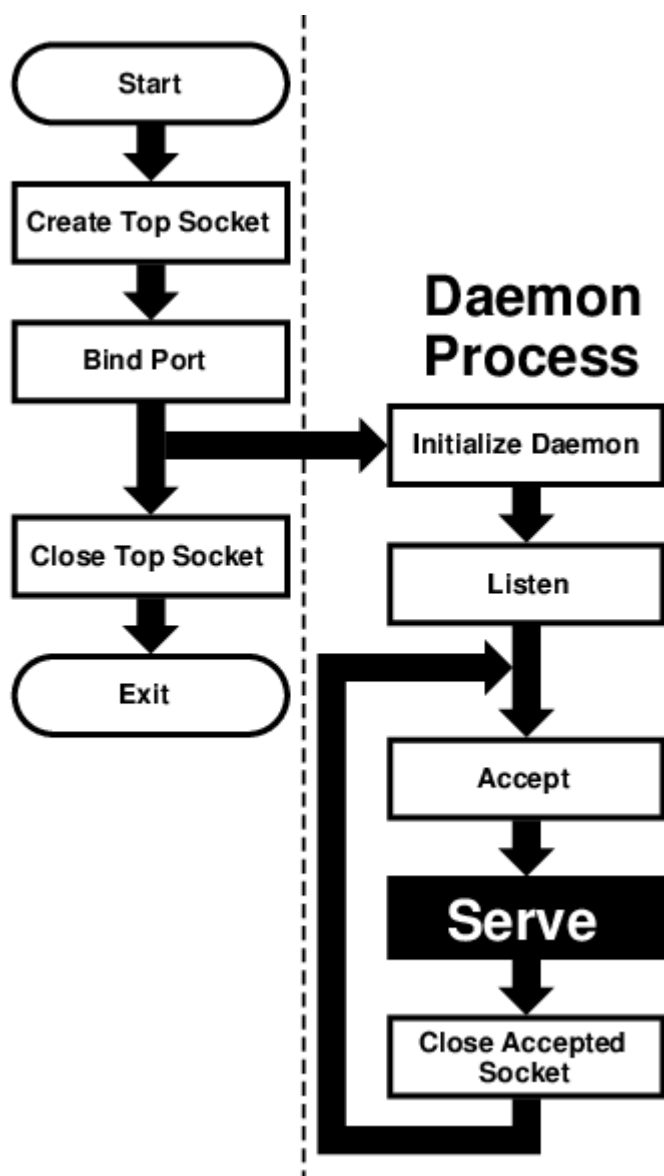 Start
Create Top Socket
Bind Port
Close Top Socket
Exit
Daemon
Process
Initialize Daemon
Listen
Accept
Serve
Close Accepted
Socket